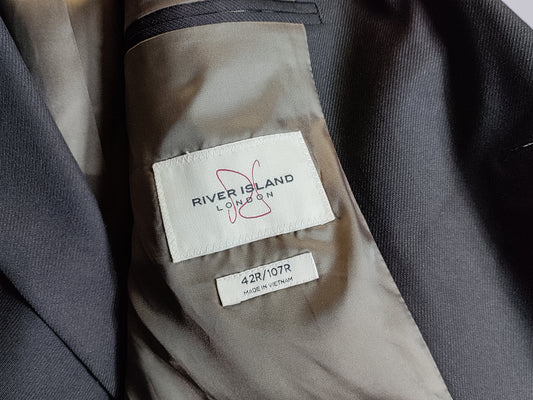 RIVER ISLAND
LONDON
42R/107R
MADE IN VIETNAM